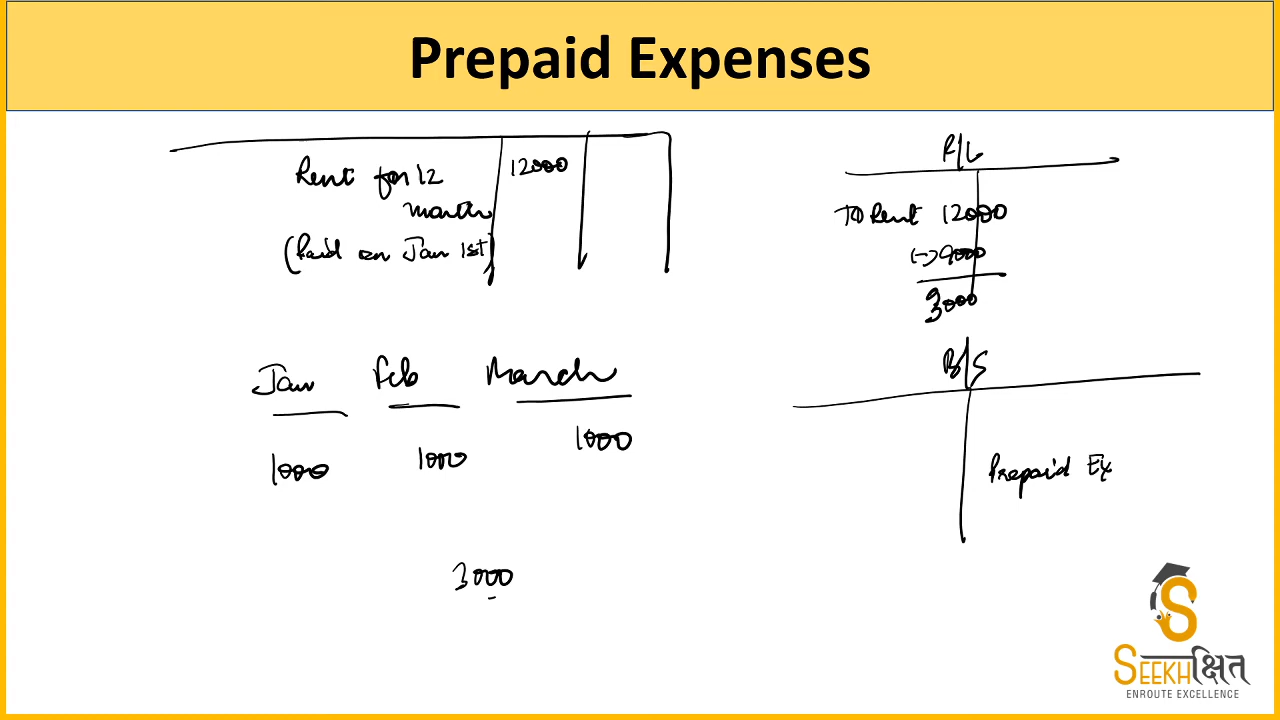 Prepaid Expenses
Rent for 12 12000
month
(Paid on Jan 1st)
Jan Feb March
1000 1000 1000
3000
P/L
To Rent 12000
(-) 9000
3000
B/S
Prepaid Ex
S
SEEKHक्षित
ENROUTE EXCELLENCE